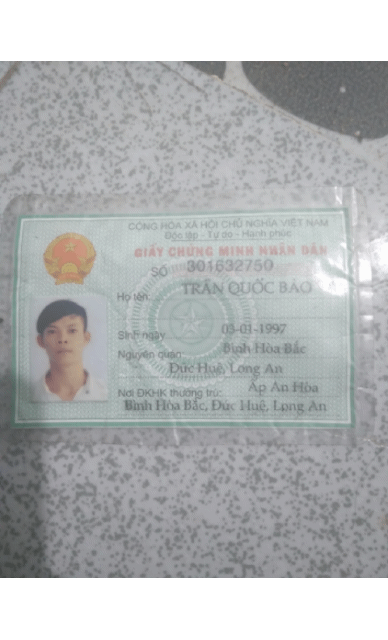 CỘNG HÒA XÃ HỘI CHỦ NGHĨA VIỆT NAM
Độc lập - Tự do - Hạnh phúc
GIẤY CHỨNG MINH NHÂN DÂN
SỐ 301632750
Họ tên: TRẦN QUỐC BẢO
Sinh ngày 03-01-1997
Nguyên quán: Bình Hòa Bắc
Đức Huệ, Long An
Nơi ĐKHK thường trú: Ấp An Hòa
Bình Hòa Bắc, Đức Huệ, Long An